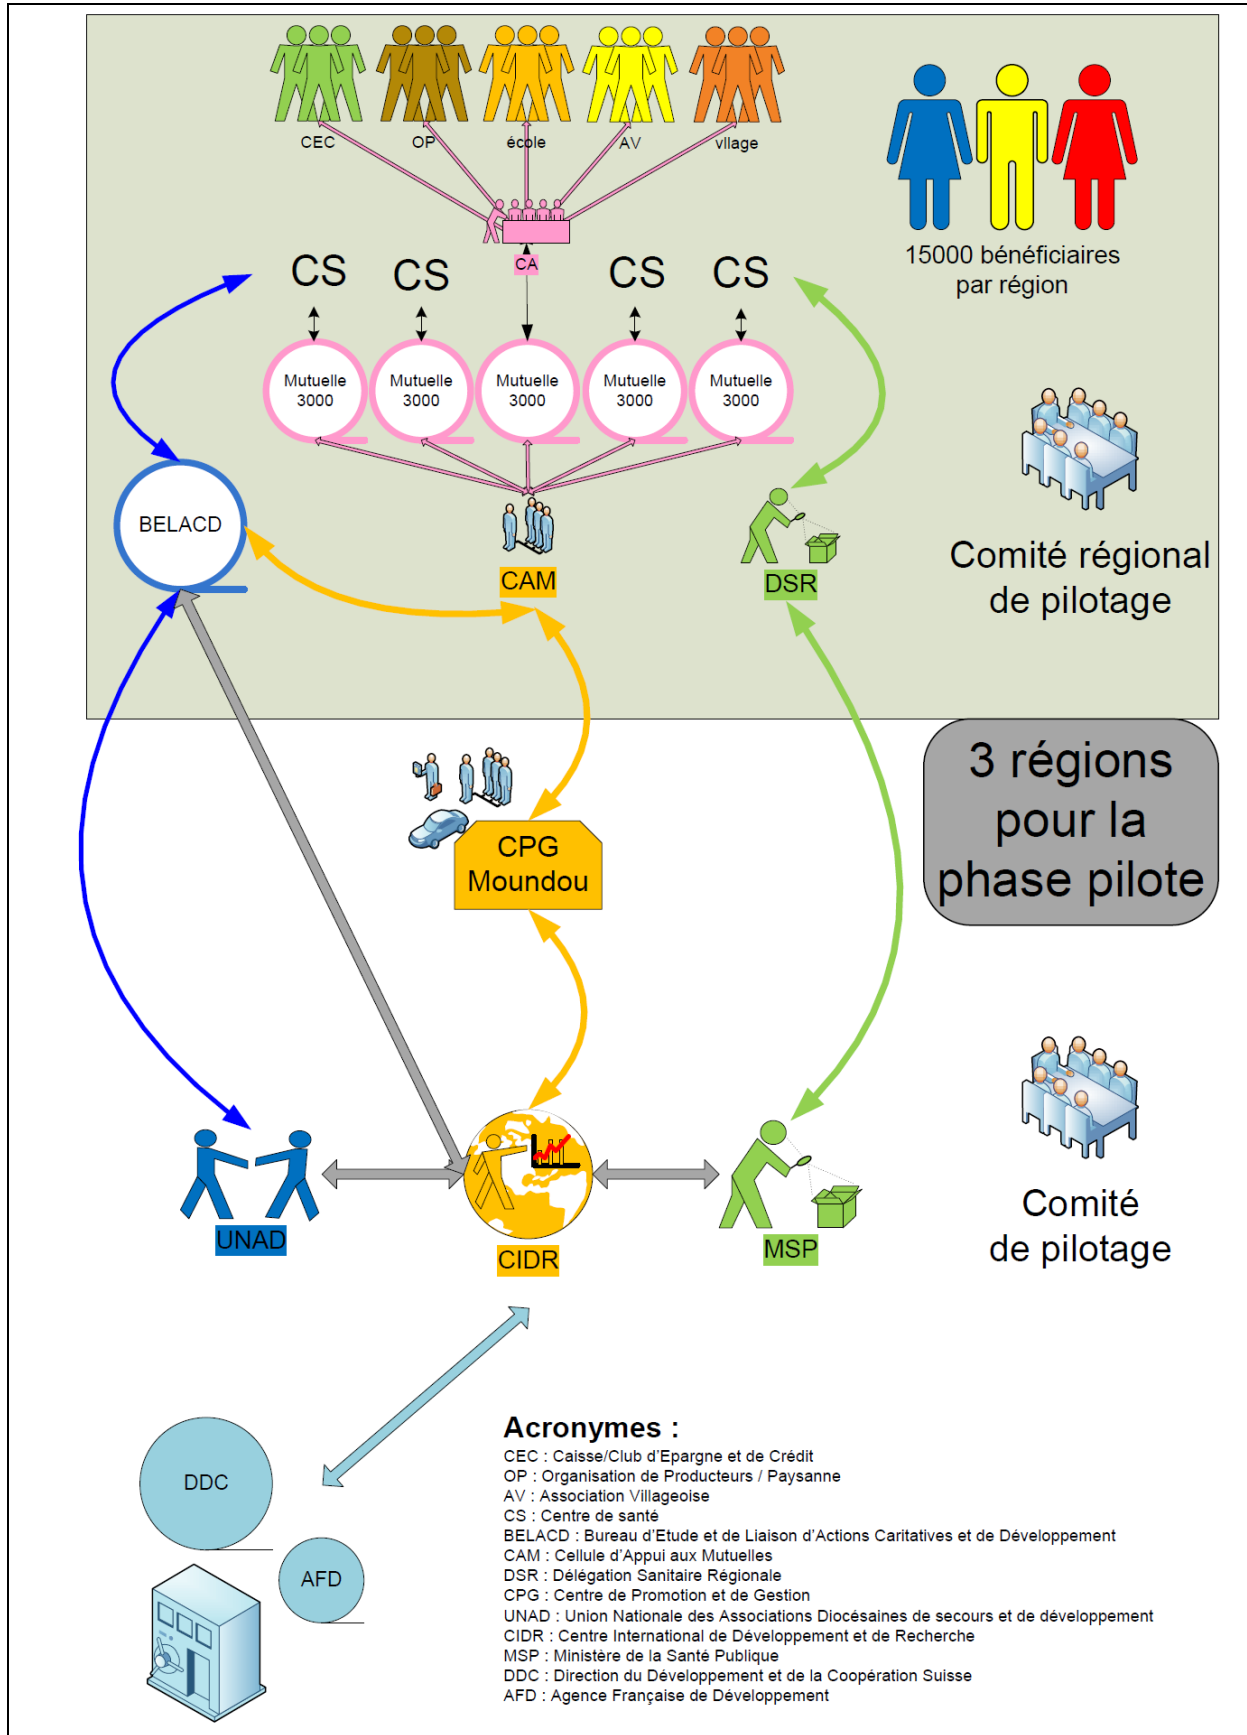 CEC
OP
école
AV
vllage
15000 bénéficiaires
par région
CA
CS
CS
CS
CS
Mutuelle
3000
Mutuelle
3000
Mutuelle
3000
Mutuelle
3000
Mutuelle
3000
BELACD
CAM
DSR
Comité régional
de pilotage
3 régions
pour la
phase pilote
CPG
Moundou
UNAD
CIDR
MSP
Comité
de pilotage
DDC
AFD
Acronymes :
CEC : Caisse/Club d'Epargne et de Crédit
OP : Organisation de Producteurs / Paysanne
AV : Association Villageoise
CS : Centre de santé
BELACD : Bureau d'Etude et de Liaison d'Actions Caritatives et de Développement
CAM : Cellule d'Appui aux Mutuelles
DSR : Délégation Sanitaire Régionale
CPG : Centre de Promotion et de Gestion
UNAD : Union Nationale des Associations Diocésaines de secours et de développement
CIDR : Centre International de Développement et de Recherche
MSP : Ministère de la Santé Publique
DDC : Direction du Développement et de la Coopération Suisse
AFD : Agence Française de Développement